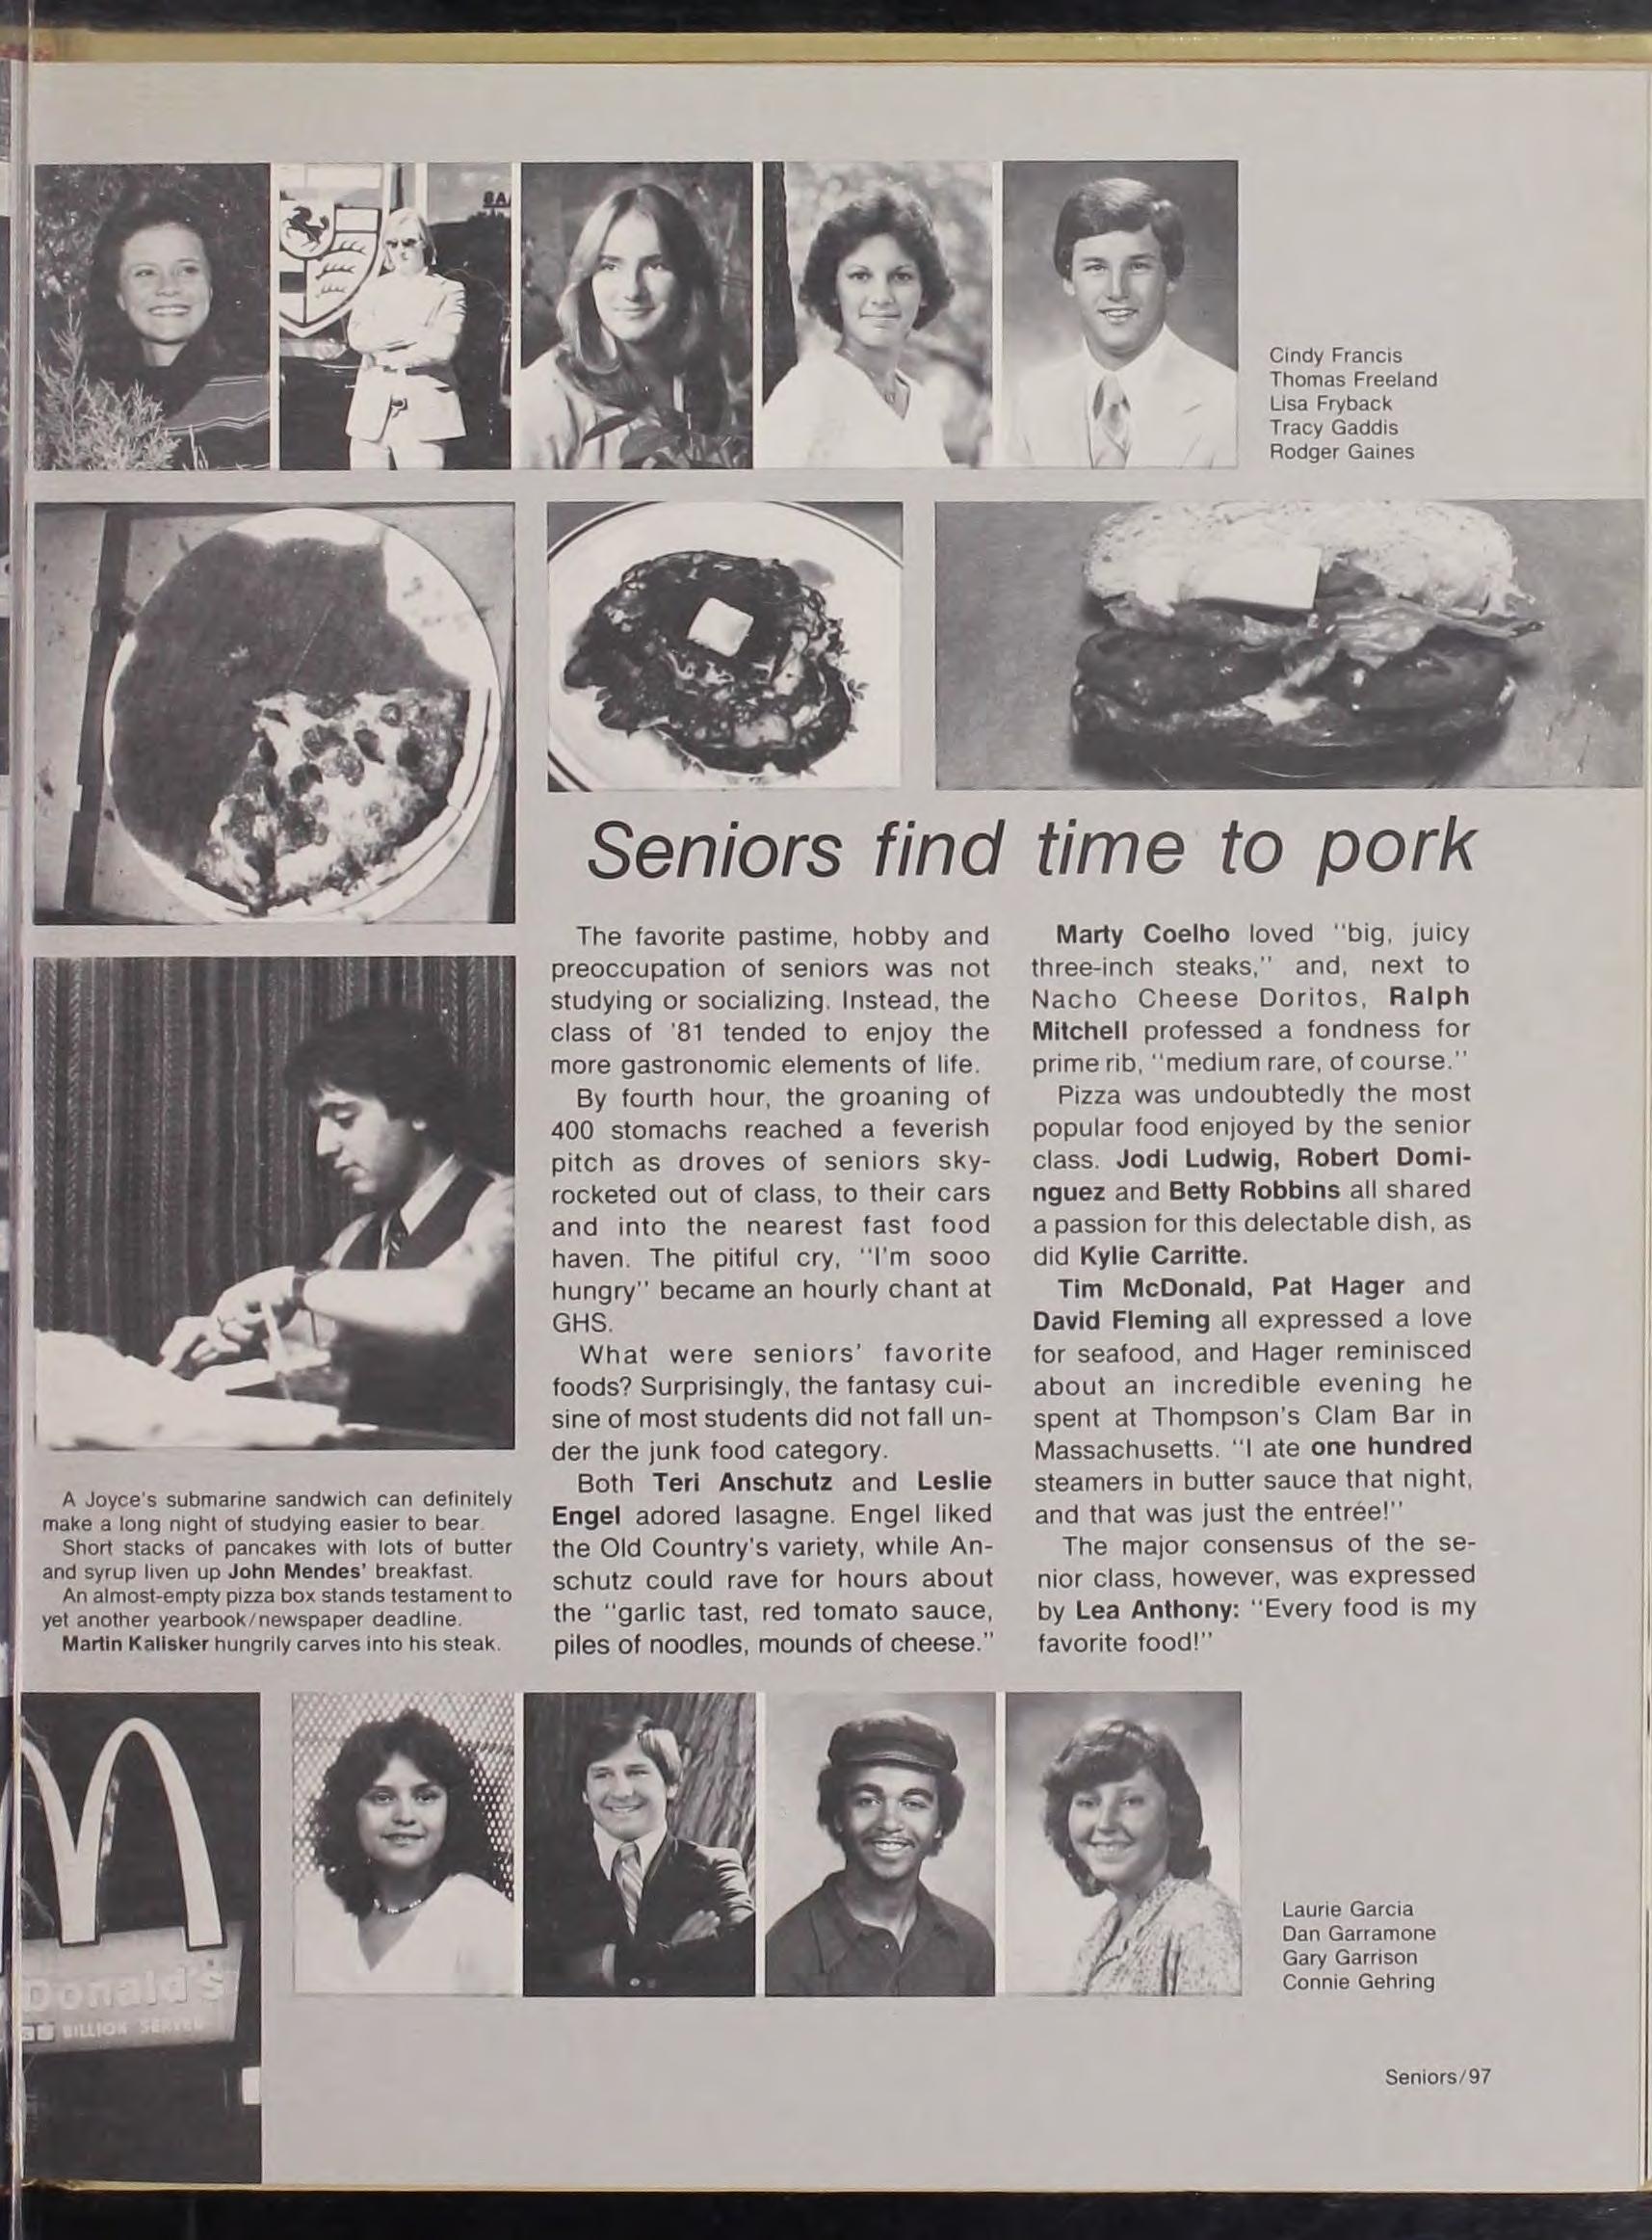 SA
Cindy Francis
Thomas Freeland
Lisa Fryback
Tracy Gaddis
Rodger Gaines
Seniors find time to pork
The favorite pastime, hobby and
preoccupation of seniors was not
studying or socializing. Instead, the
class of '81 tended to enjoy the
more gastronomic elements of life.
By fourth hour, the groaning of
400 stomachs reached a feverish
pitch as droves of seniors sky-
rocketed out of class, to their cars
and into the nearest fast food
haven. The pitiful cry, "I'm sooo
hungry" became an hourly chant at
GHS.
What were seniors' favorite
foods? Surprisingly, the fantasy cui-
sine of most students did not fall un-
der the junk food category.
Both Teri Anschutz and Leslie
Engel adored lasagne. Engel liked
the Old Country's variety, while An-
schutz could rave for hours about
the "garlic tast, red tomato sauce,
piles of noodles, mounds of cheese."
Marty Coelho loved "big, juicy
three-inch steaks," and, next to
Nacho Cheese Doritos, Ralph
Mitchell professed a fondness for
prime rib, "medium rare, of course."
Pizza was undoubtedly the most
popular food enjoyed by the senior
class. Jodi Ludwig, Robert Domi-
nguez and Betty Robbins all shared
a passion for this delectable dish, as
did Kylie Carritte.
Tim McDonald, Pat Hager and
David Fleming all expressed a love
for seafood, and Hager reminisced
about an incredible evening he
spent at Thompson's Clam Bar in
Massachusetts. "I ate one hundred
steamers in butter sauce that night,
and that was just the entrée!"
The major consensus of the se-
nior class, however, was expressed
by Lea Anthony: "Every food is my
favorite food!"
A Joyce's submarine sandwich can definitely
make a long night of studying easier to bear.
Short stacks of pancakes with lots of butter
and syrup liven up John Mendes' breakfast.
An almost-empty pizza box stands testament to
yet another yearbook/newspaper deadline.
Martin Kalisker hungrily carves into his steak.
Donald's
BILLION SERVED
Laurie Garcia
Dan Garramone
Gary Garrison
Connie Gehring
Seniors/97